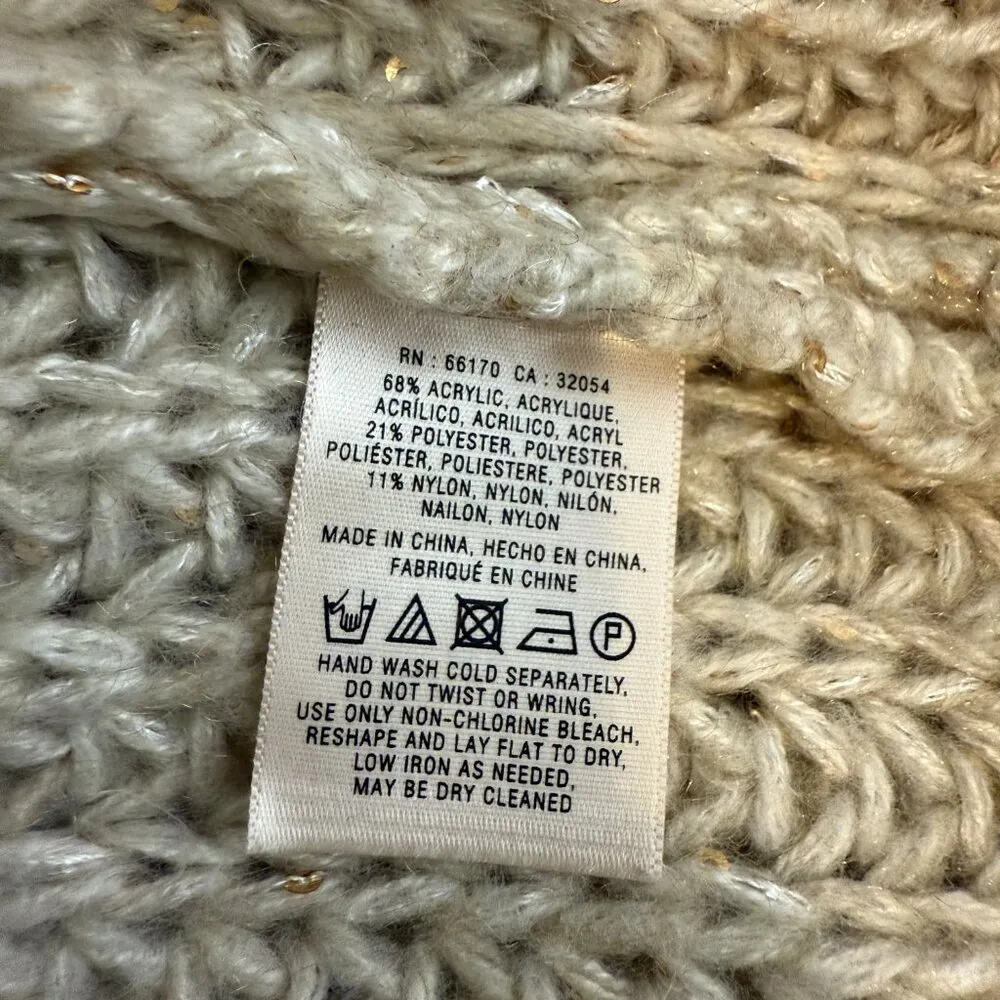 RN : 66170 CA : 32054
68% ACRYLIC, ACRYLIQUE,
ACRÍLICO, ACRILICO, ACRYL
21% POLYESTER, POLYESTER,
POLIÉSTER, POLIESTERE, POLYESTER
11% NYLON, NYLON, NILÓN,
NAILON, NYLON
MADE IN CHINA, HECHO EN CHINA,
FABRIQUÉ EN CHINE
P
HAND WASH COLD SEPARATELY,
DO NOT TWIST OR WRING,
USE ONLY NON-CHLORINE BLEACH,
RESHAPE AND LAY FLAT TO DRY,
LOW IRON AS NEEDED,
MAY BE DRY CLEANED